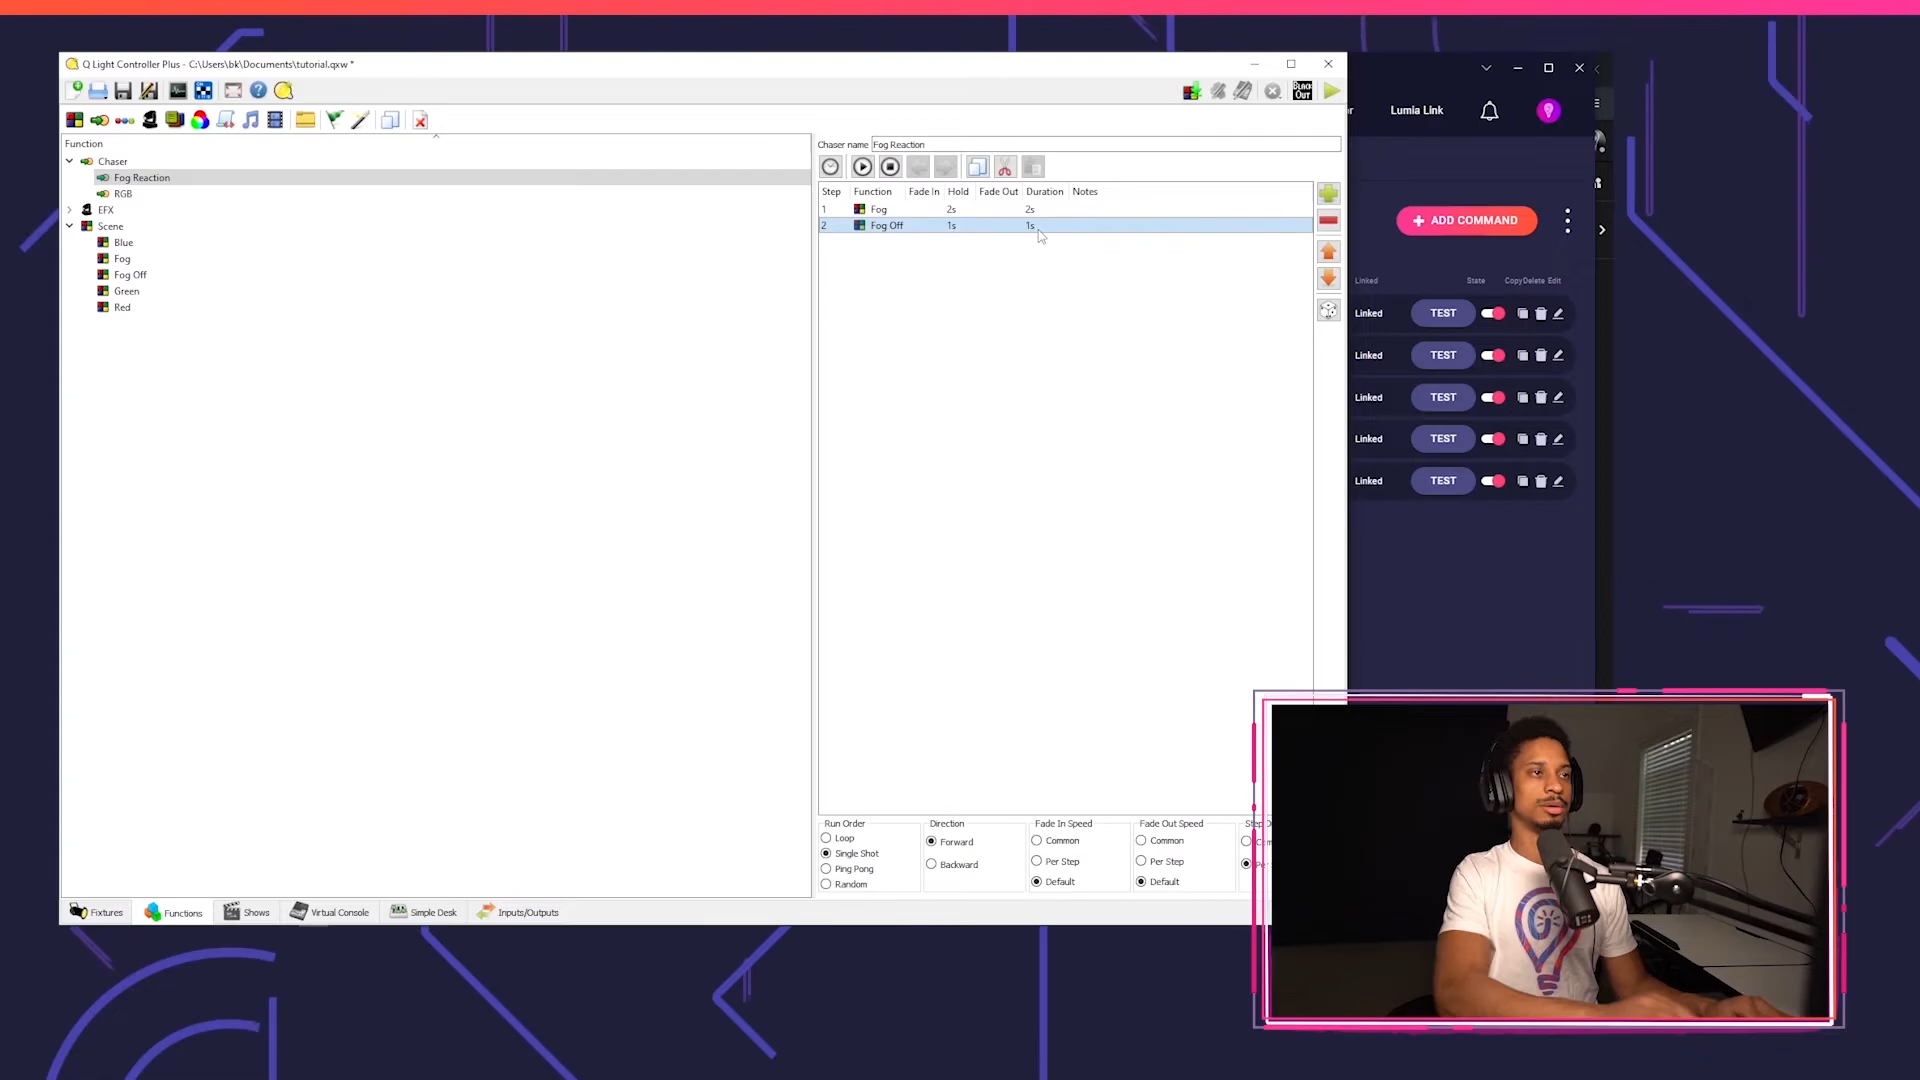 Q Light Controller Plus - C:\Users\bk\Documents\tutorial.qxw *
BLACK
OUT
Lumia Link
Function
Chaser
Fog Reaction
RGB
EFX
Scene
Blue
Fog
Fog Off
Green
Red
Chaser name Fog Reaction
Step Function Fade In Hold Fade Out Duration Notes
1 Fog 2s 2s
2 Fog Off 1s 1s
ADD COMMAND
Linked State Copy Delete Edit
Linked TEST
Linked TEST
Linked TEST
Linked TEST
Linked TEST
Run Order
Loop
Single Shot
Ping Pong
Random
Direction
Forward
Backward
Fade In Speed
Common
Per Step
Default
Fade Out Speed
Common
Per Step
Default
Fixtures Functions Shows Virtual Console Simple Desk Inputs/Outputs